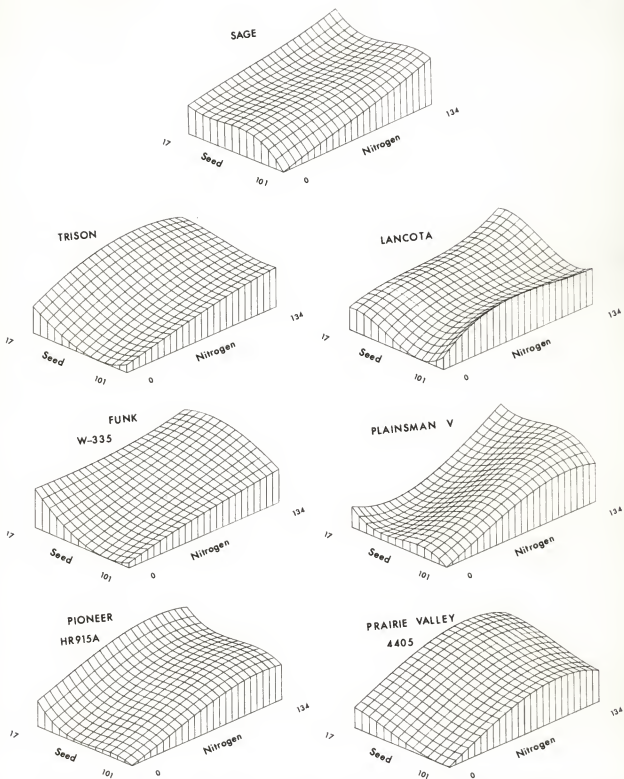 SAGE
134
17
Seed
Nitrogen
101
0
TRISON
134
17
Seed
Nitrogen
101
0
LANCOTA
134
17
Seed
Nitrogen
101
0
FUNK
W-335
134
17
Seed
Nitrogen
101
0
PLAINSMAN V
134
17
Seed
Nitrogen
101
0
PIONEER
HR915A
134
17
Seed
Nitrogen
101
0
PRAIRIE VALLEY
4405
134
17
Seed
Nitrogen
101
0